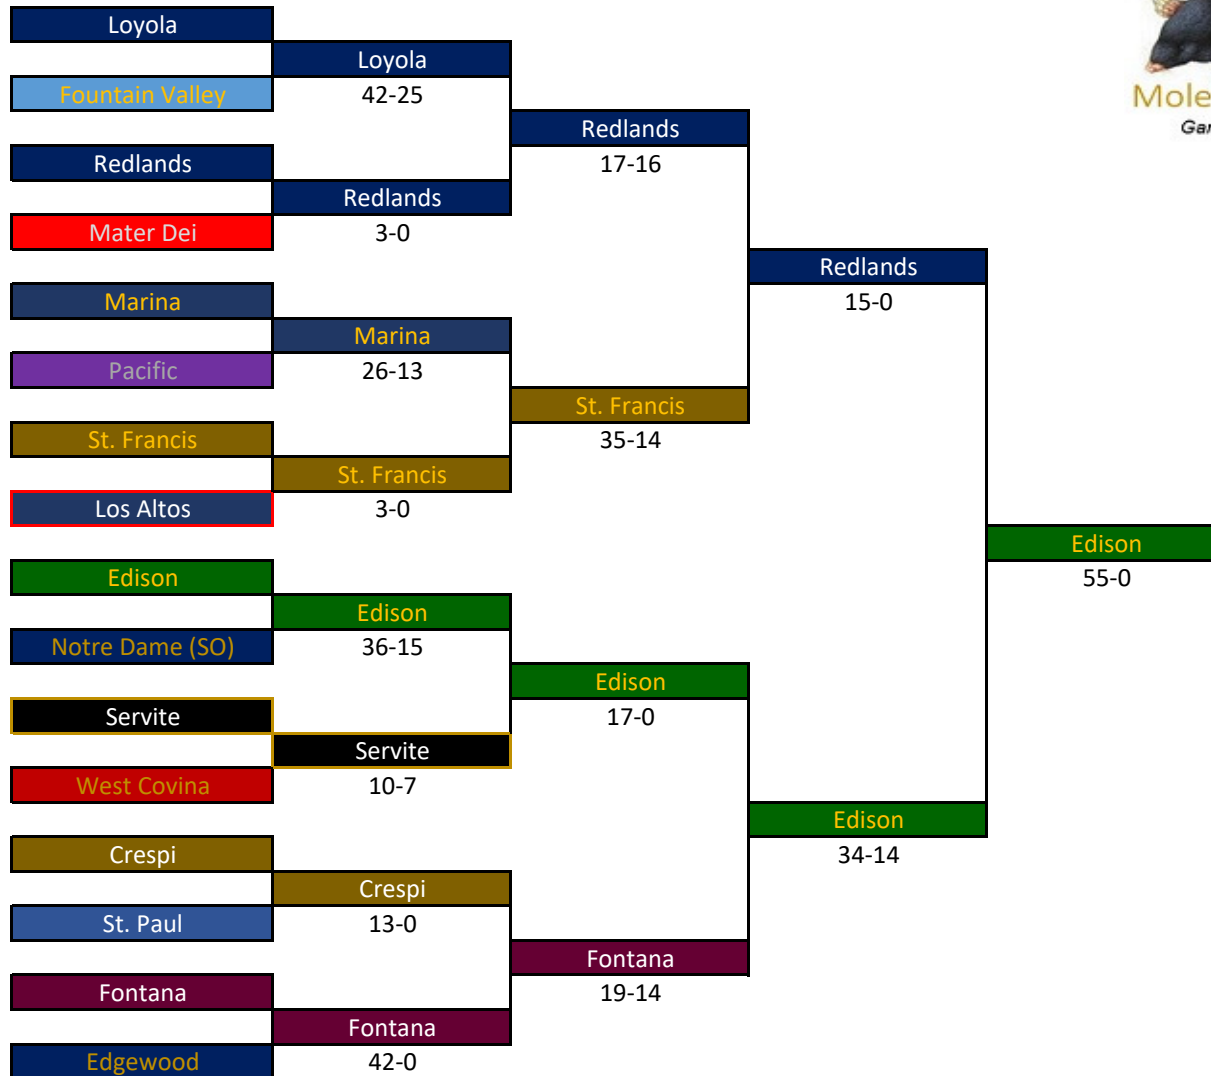 Loyola
Loyola
Fountain Valley
42-25
Redlands
Redlands
17-16
Redlands
Mater Dei
3-0
Redlands
Marina
15-0
Marina
Pacific
26-13
St. Francis
St. Francis
35-14
St. Francis
Los Altos
3-0
Edison
Edison
55-0
Edison
Notre Dame (SO)
36-15
Edison
Servite
17-0
Servite
West Covina
10-7
Edison
Crespi
34-14
Crespi
St. Paul
13-0
Fontana
Fontana
19-14
Fontana
Edgewood
42-0
Mole
Gar